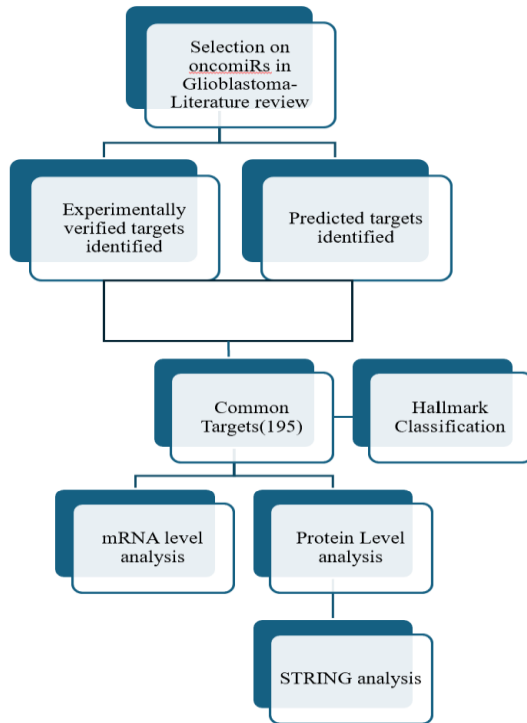 Selection on
oncomiRs in
Glioblastoma-
Literature review
Experimentally
verified targets
identified
Predicted targets
identified
Common
Targets(195)
Hallmark
Classification
mRNA level
analysis
Protein Level
analysis
STRING analysis